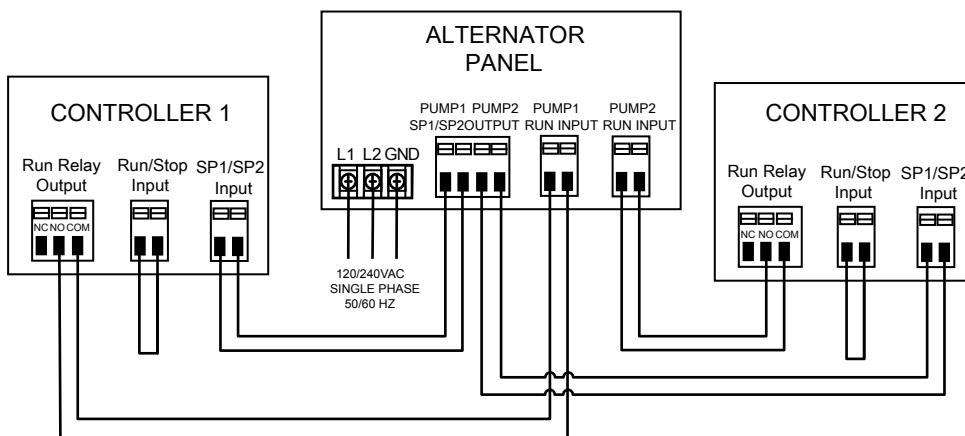 ALTERNATOR
PANEL
PUMP1 PUMP2
SP1/SP2OUTPUT
PUMP1
RUN INPUT
PUMP2
RUN INPUT
L1 L2 GND
120/240VAC
SINGLE PHASE
50/60 HZ
CONTROLLER 1
Run Relay
Output
Run/Stop
Input
SP1/SP2
Input
NC NO COM
CONTROLLER 2
Run Relay
Output
Run/Stop
Input
SP1/SP2
Input
NC NO COM